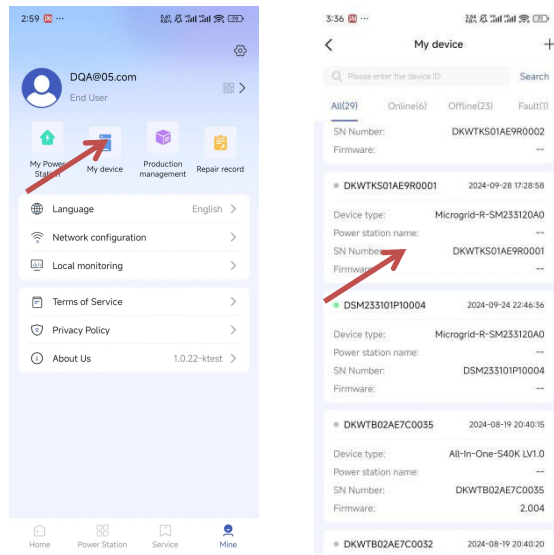 2:59
39
DQA@05.com
End User
My Power
Station
My device
Production
management
Repair record
Language English
Network configuration
Local monitoring
Terms of Service
Privacy Policy
About Us 1.0.22-ktest
Home Power Station Service Mine
3:36
My device
Please enter the device ID Search
All(29) Online(6) Offline(23) Fault(1)
SN Number: DKWTKS01AE9R0002
Firmware: --
DKWTKS01AE9R0001 2024-09-28 17:28:58
Device type: Microgrid-R-SM233120A0
Power station name: --
SN Number: DKWTKS01AE9R0001
Firmware: --
DSM233101P10004 2024-09-24 22:46:36
Device type: Microgrid-R-SM233120A0
Power station name: --
SN Number: DSM233101P10004
Firmware: --
DKWTB02AE7C0035 2024-08-19 20:40:15
Device type: All-In-One-S40K LV1.0
Power station name: --
SN Number: DKWTB02AE7C0035
Firmware: 2.004
DKWTB02AE7C0032 2024-08-19 20:40:20